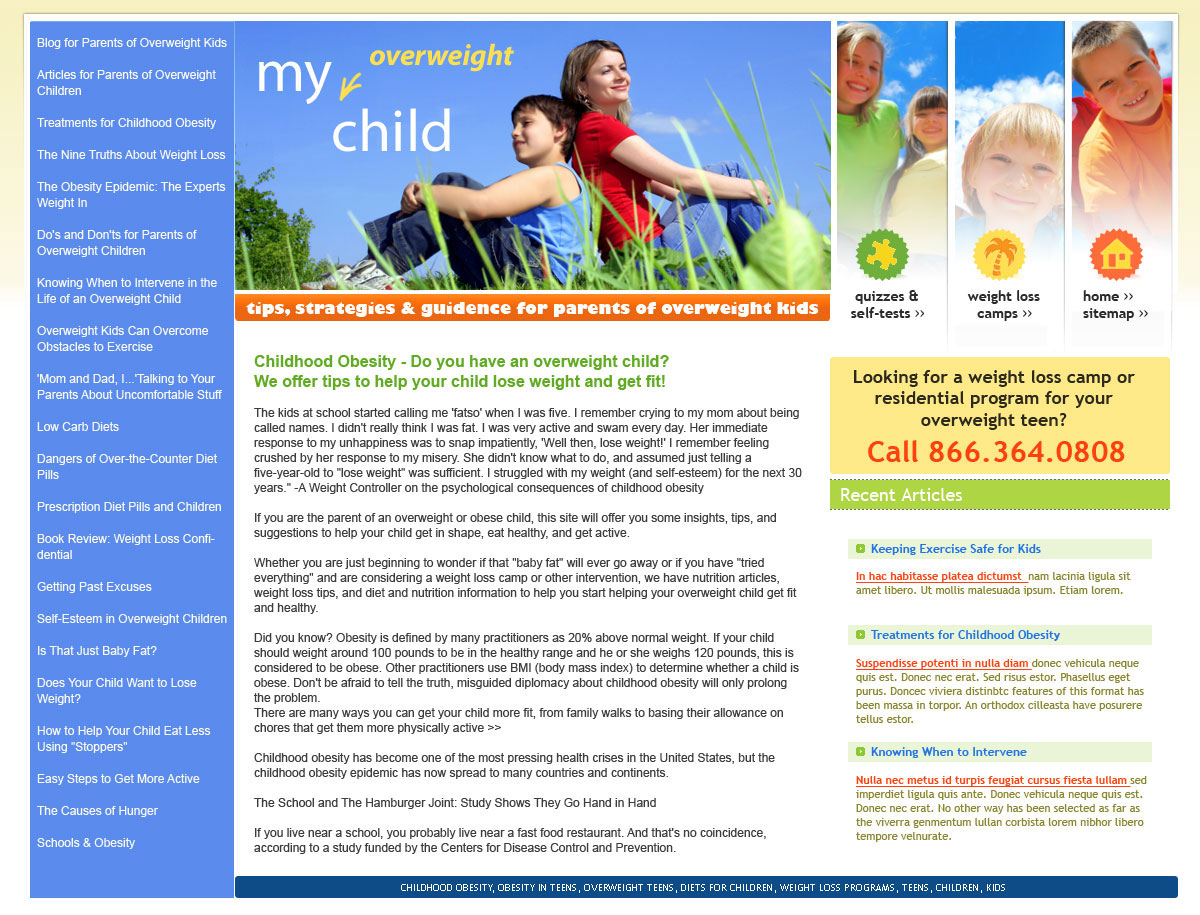 Blog for Parents of Overweight Kids
Articles for Parents of Overweight
Children
Treatments for Childhood Obesity
The Nine Truths About Weight Loss
The Obesity Epidemic: The Experts
Weight In
Do's and Don'ts for Parents of
Overweight Children
Knowing When to Intervene in the
Life of an Overweight Child
Overweight Kids Can Overcome
Obstacles to Exercise
'Mom and Dad, I...'Talking to Your
Parents About Uncomfortable Stuff
Low Carb Diets
Dangers of Over-the-Counter Diet
Pills
Prescription Diet Pills and Children
Book Review: Weight Loss Confi-
dential
Getting Past Excuses
Self-Esteem in Overweight Children
Is That Just Baby Fat?
Does Your Child Want to Lose
Weight?
How to Help Your Child Eat Less
Using "Stoppers"
Easy Steps to Get More Active
The Causes of Hunger
Schools & Obesity
my overweight
child
tips, strategies & guidence for parents of overweight kids
quizzes &
self-tests ››
weight loss
camps ››
home ››
sitemap ››
Childhood Obesity - Do you have an overweight child?
We offer tips to help your child lose weight and get fit!
The kids at school started calling me 'fatso' when I was five. I remember crying to my mom about being
called names. I didn't really think I was fat. I was very active and swam every day. Her immediate
response to my unhappiness was to snap impatiently, 'Well then, lose weight!' I remember feeling
crushed by her response to my misery. She didn't know what to do, and assumed just telling a
five-year-old to "lose weight" was sufficient. I struggled with my weight (and self-esteem) for the next 30
years." -A Weight Controller on the psychological consequences of childhood obesity
If you are the parent of an overweight or obese child, this site will offer you some insights, tips, and
suggestions to help your child get in shape, eat healthy, and get active.
Whether you are just beginning to wonder if that "baby fat" will ever go away or if you have "tried
everything" and are considering a weight loss camp or other intervention, we have nutrition articles,
weight loss tips, and diet and nutrition information to help you start helping your overweight child get fit
and healthy.
Did you know? Obesity is defined by many practitioners as 20% above normal weight. If your child
should weight around 100 pounds to be in the healthy range and he or she weighs 120 pounds, this is
considered to be obese. Other practitioners use BMI (body mass index) to determine whether a child is
obese. Don't be afraid to tell the truth, misguided diplomacy about childhood obesity will only prolong
the problem.
There are many ways you can get your child more fit, from family walks to basing their allowance on
chores that get them more physically active >>
Childhood obesity has become one of the most pressing health crises in the United States, but the
childhood obesity epidemic has now spread to many countries and continents.
The School and The Hamburger Joint: Study Shows They Go Hand in Hand
If you live near a school, you probably live near a fast food restaurant. And that's no coincidence,
according to a study funded by the Centers for Disease Control and Prevention.
Looking for a weight loss camp or
residential program for your
overweight teen?
Call 866.364.0808
Recent Articles
Keeping Exercise Safe for Kids
In hac habitasse platea dictumst nam lacinia ligula sit
amet libero. Ut mollis malesuada ipsum. Etiam lorem.
Treatments for Childhood Obesity
Suspendisse potenti in nulla diam donec vehicula neque
quis est. Donec nec erat. Sed risus estor. Phasellus eget
purus. Doncec viviera distinbtc features of this format has
been massa in torpor. An orthodox cilleasta have posurere
tellus estor.
Knowing When to Intervene
Nulla nec metus id turpis feugiat cursus fiesta lullam sed
imperdiet ligula quis ante. Donec vehicula neque quis est.
Donec nec erat. No other way has been selected as far as
the viverra genmentum lullan corbista lorem nibhor libero
tempore velnurate.
CHILDHOOD OBESITY, OBESITY IN TEENS, OVERWEIGHT TEENS, DIETS FOR CHILDREN, WEIGHT LOSS PROGRAMS, TEENS, CHILDREN, KIDS